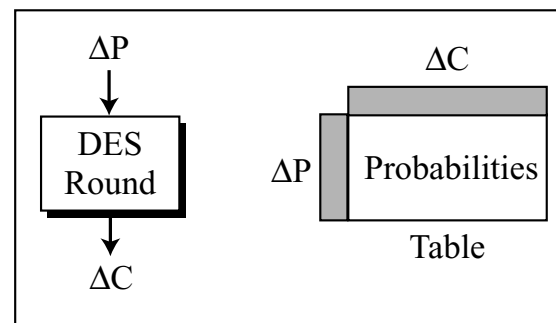 ΔP
DES
Round
ΔC
ΔC
ΔP
Probabilities
Table